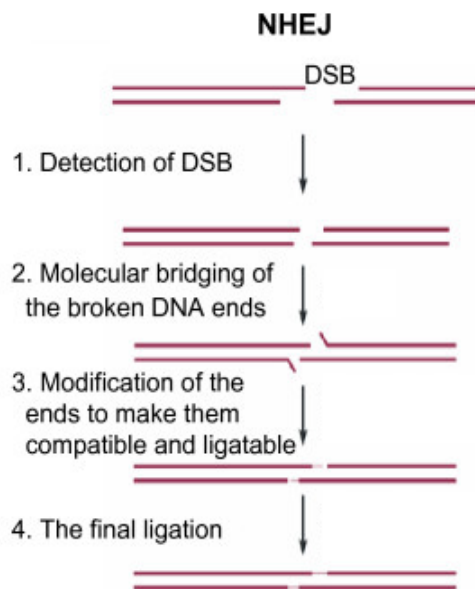 NHEJ
DSB
1. Detection of DSB
2. Molecular bridging of
the broken DNA ends
3. Modification of the
ends to make them
compatible and ligatable
4. The final ligation